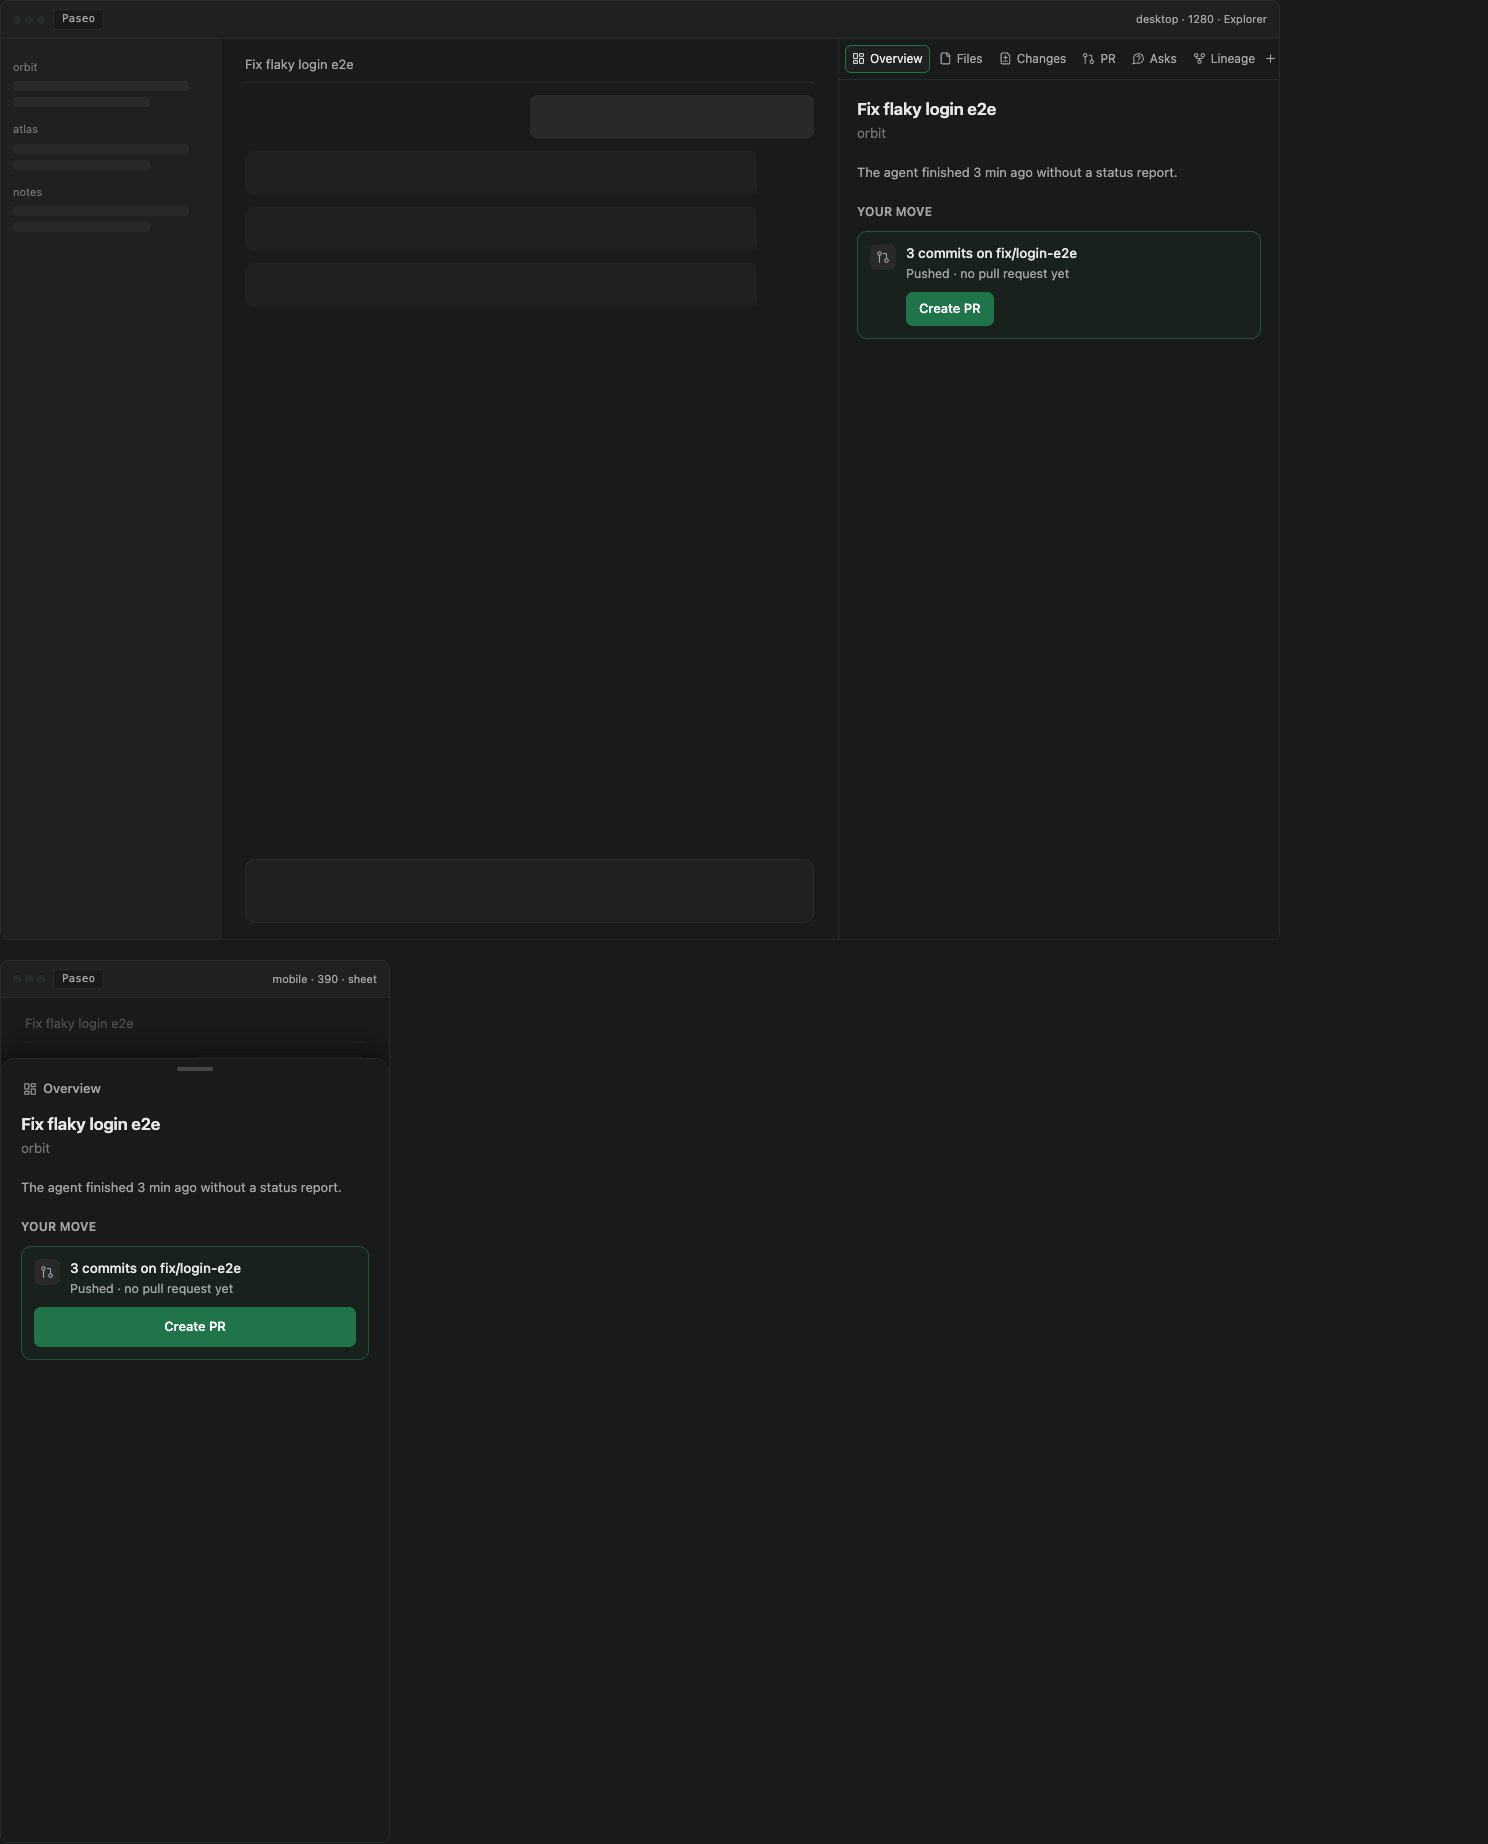 Paseo
desktop · 1280 · Explorer
orbit
atlas
notes
Fix flaky login e2e
Overview
Files
Changes
PR
Asks
Lineage
+
Fix flaky login e2e
orbit
The agent finished 3 min ago without a status report.
YOUR MOVE
3 commits on fix/login-e2e
Pushed · no pull request yet
Create PR
Paseo
mobile · 390 · sheet
Fix flaky login e2e
Overview
Fix flaky login e2e
orbit
The agent finished 3 min ago without a status report.
YOUR MOVE
3 commits on fix/login-e2e
Pushed · no pull request yet
Create PR